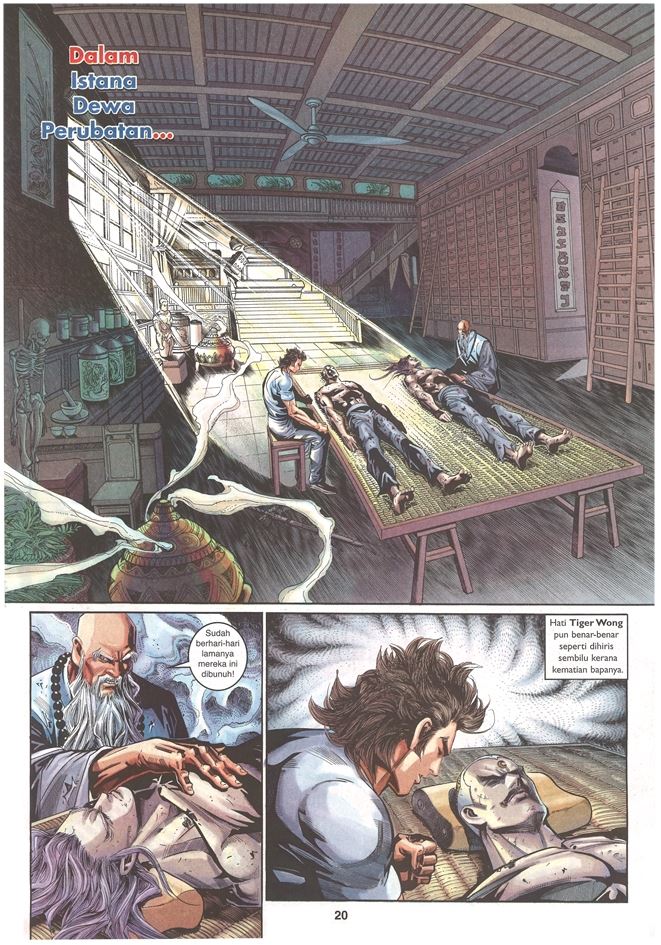 Dalam
Istana
Dewa
Perubatan...
Sudah
berhari-hari
lamanya
mereka ini
dibunuh!
Hati Tiger Wong
pun benar-benar
seperti dihiris
sembilu kerana
kematian bapanya.
20